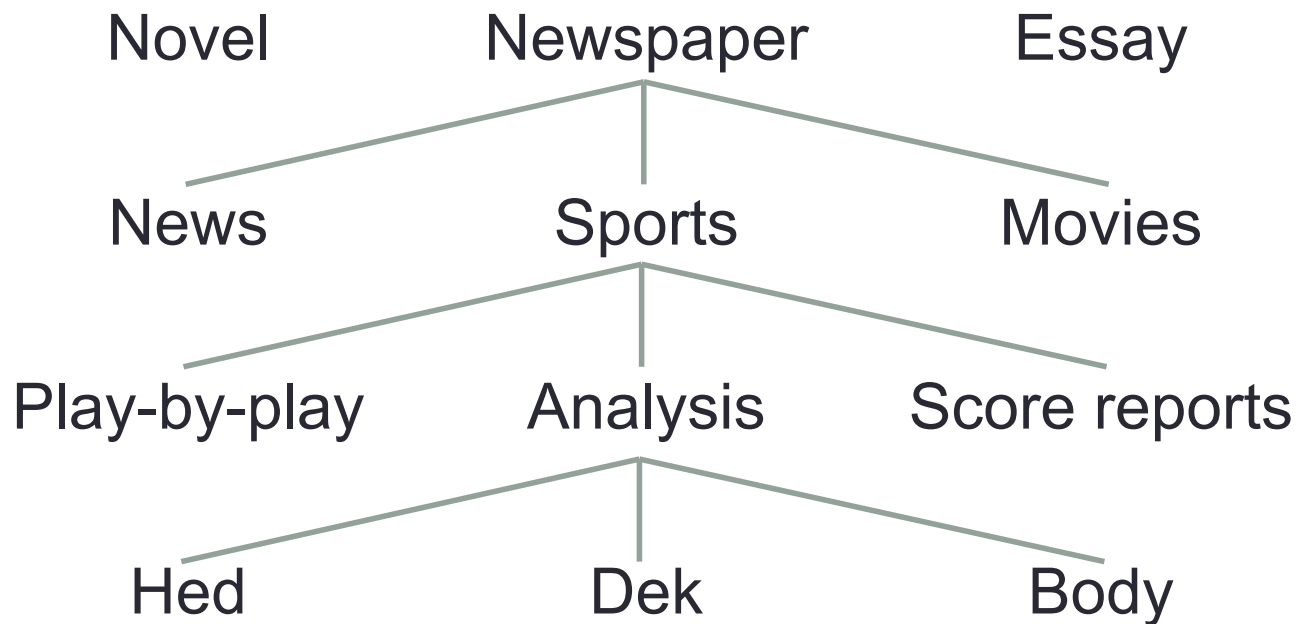 Novel Newspaper Essay
News Sports Movies
Play-by-play Analysis Score reports
Hed Dek Body